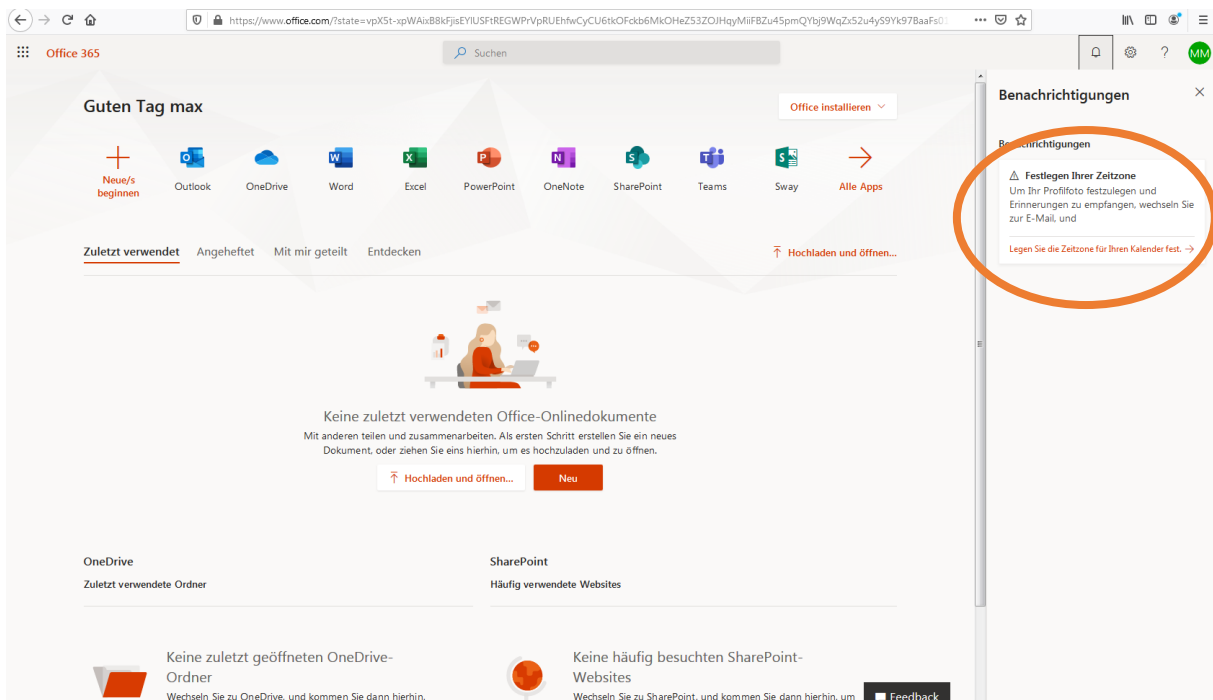 https://www.office.com/?state=vpX5t-xpWAixB8kFjisEYlUSFtREGWPrVpRUEhfwCyCU6tkOFckb6MkOHeZ53ZOJHqyMiiFBZu45pmQYbj9WqZx52u4yS9Yk97BaaFs0
Office 365
Suchen
?
MM
Guten Tag max
Office installieren
Neue/s beginnen
Outlook
OneDrive
Word
Excel
PowerPoint
OneNote
SharePoint
Teams
Sway
Alle Apps
Zuletzt verwendet Angeheftet Mit mir geteilt Entdecken
Hochladen und öffnen...
Keine zuletzt verwendeten Office-Onlinedokumente
Mit anderen teilen und zusammenarbeiten. Als ersten Schritt erstellen Sie ein neues
Dokument, oder ziehen Sie eins hierhin, um es hochzuladen und zu öffnen.
Hochladen und öffnen...
Neu
OneDrive
Zuletzt verwendete Ordner
Keine zuletzt geöffneten OneDrive-
Ordner
Wechseln Sie zu OneDrive, und kommen Sie dann hierhin,
SharePoint
Häufig verwendete Websites
Keine häufig besuchten SharePoint-
Websites
Wechseln Sie zu SharePoint, und kommen Sie dann hierhin, um
Feedback
Benachrichtigungen
Benachrichtigungen
Festlegen Ihrer Zeitzone
Um Ihr Profilfoto festzulegen und
Erinnerungen zu empfangen, wechseln Sie
zur E-Mail, und
Legen Sie die Zeitzone für Ihren Kalender fest.